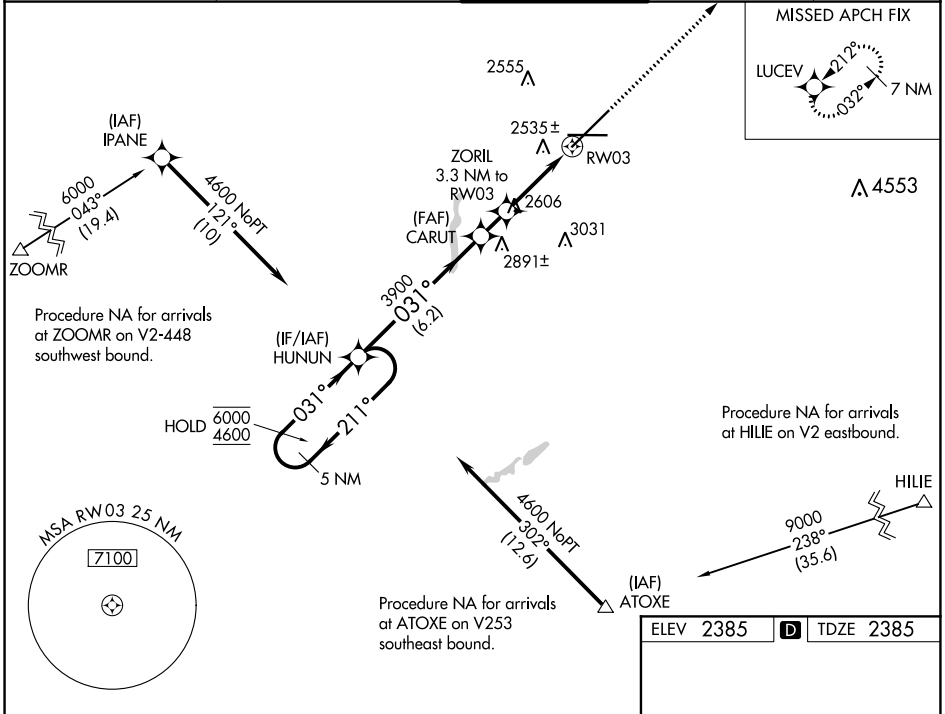 MISSED APCH FIX
LUCEV
212°
032°
7 NM
2555
(IAF)
IPANE
2535±
RW03
ZORIL
3.3 NM to
RW03
4553
6000
043°
(19.4)
4600 NoPT
121°
(10)
2606
(FAF)
CARUT
3031
2891±
ZOOMR
3900
031°
(6.2)
Procedure NA for arrivals
at ZOOMR on V2-448
southwest bound.
(IF/IAF)
HUNUN
031°
211°
HOLD
6000
4600
5 NM
Procedure NA for arrivals
at HILIE on V2 eastbound.
HILIE
4600 NoPT
302°
(12.6)
9000
238°
(35.6)
MSA RW03 25 NM
7100
(IAF)
ATOXE
Procedure NA for arrivals
at ATOXE on V253
southeast bound.
ELEV 2385 D TDZE 2385